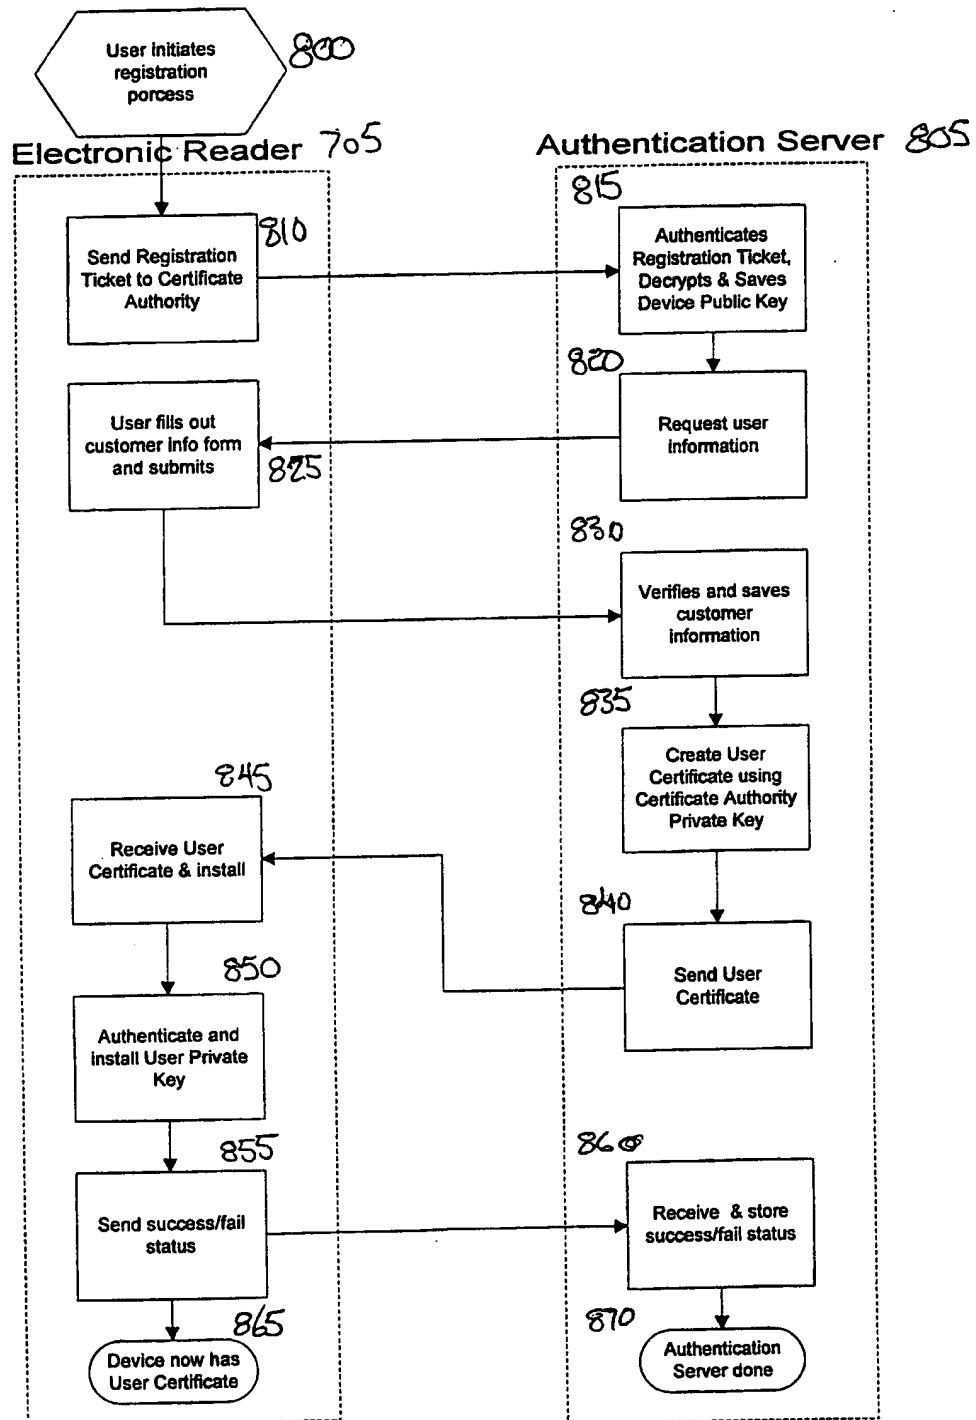 User initiates
registration
porcess
800
Electronic Reader 705
Authentication Server 805
810
Send Registration
Ticket to Certificate
Authority
815
Authenticates
Registration Ticket,
Decrypts & Saves
Device Public Key
820
Request user
information
User fills out
customer info form
and submits
825
830
Verifies and saves
customer
information
835
Create User
Certificate using
Certificate Authority
Private Key
840
Send User
Certificate
845
Receive User
Certificate & install
850
Authenticate and
install User Private
Key
855
Send success/fail
status
860
Receive & store
success/fail status
865
Device now has
User Certificate
870
Authentication
Server done